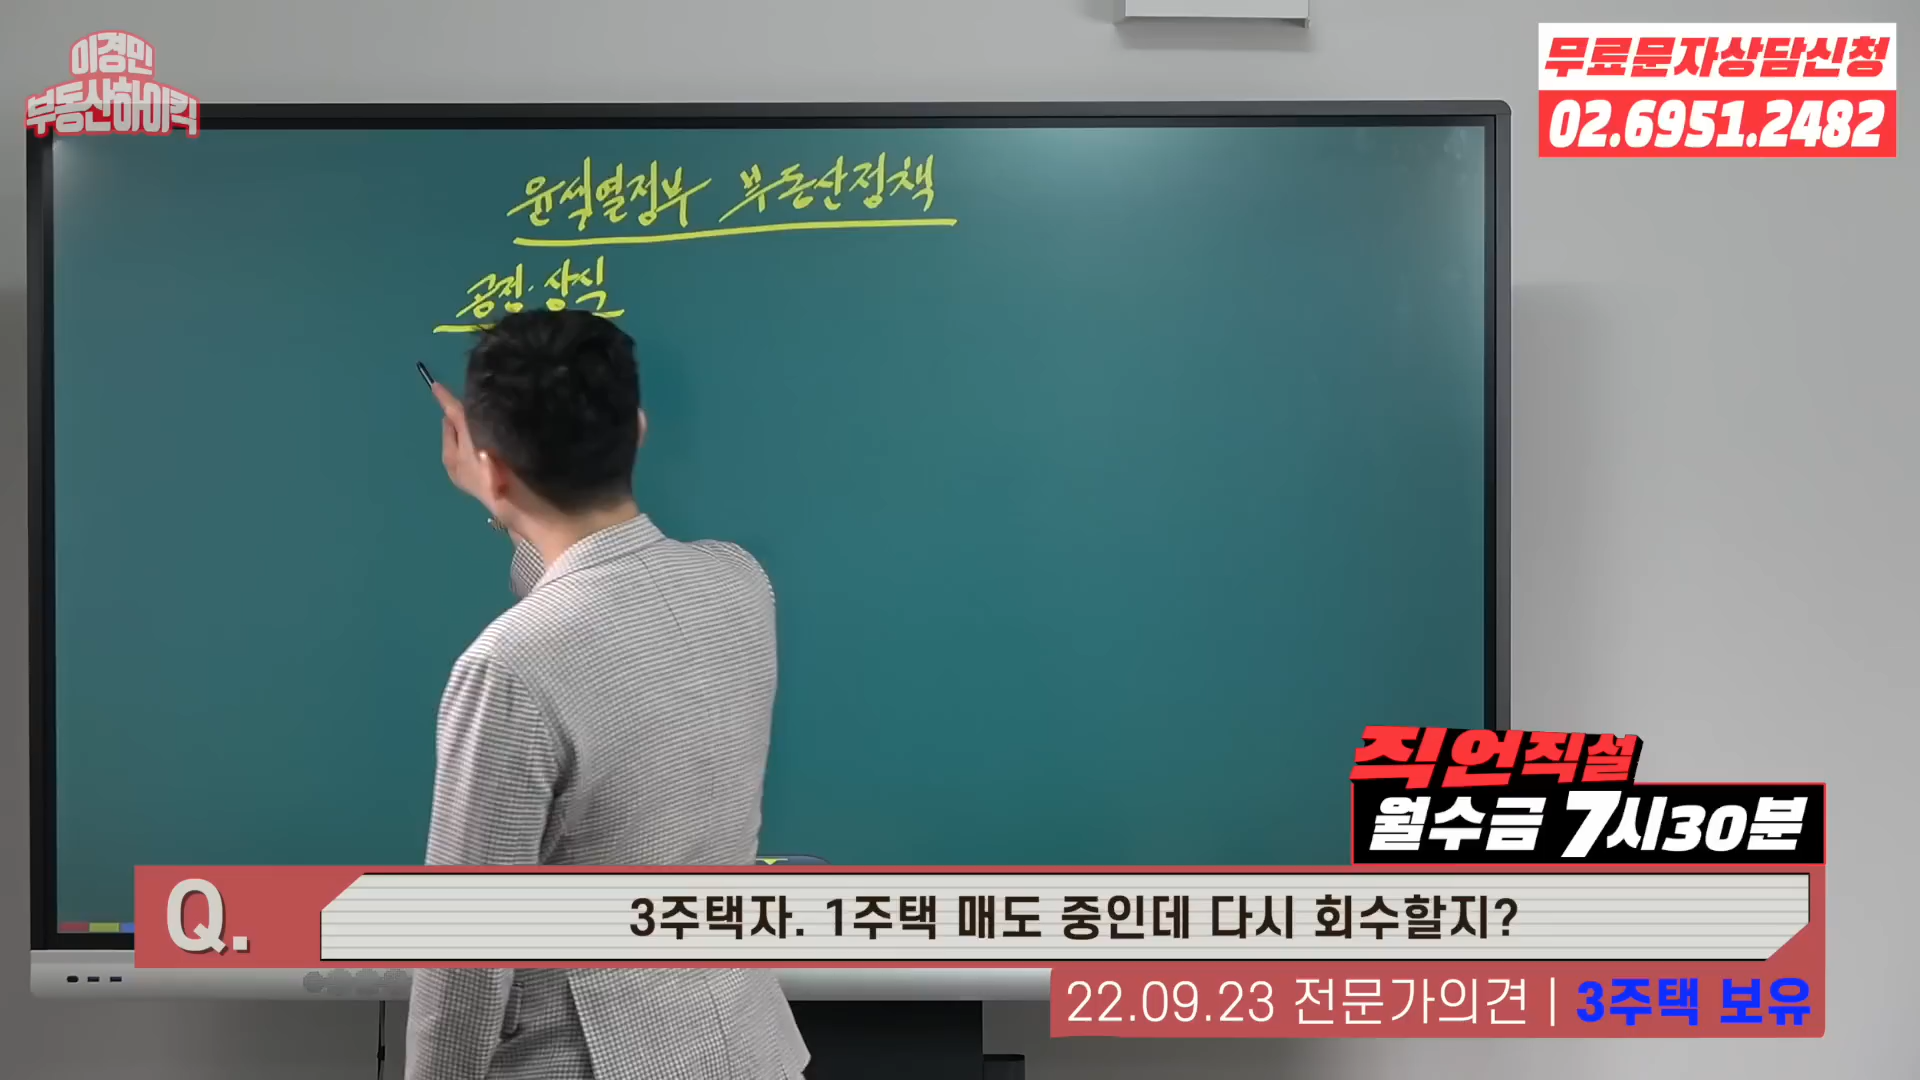 이경민
부동산하이킥
무료문자상담신청
02.6951.2482
윤석열정부 부동산정책
공정·상식
직언직설
월수금 7시30분
Q.
3주택자. 1주택 매도 중인데 다시 회수할지?
22.09.23 전문가의견 | 3주택 보유